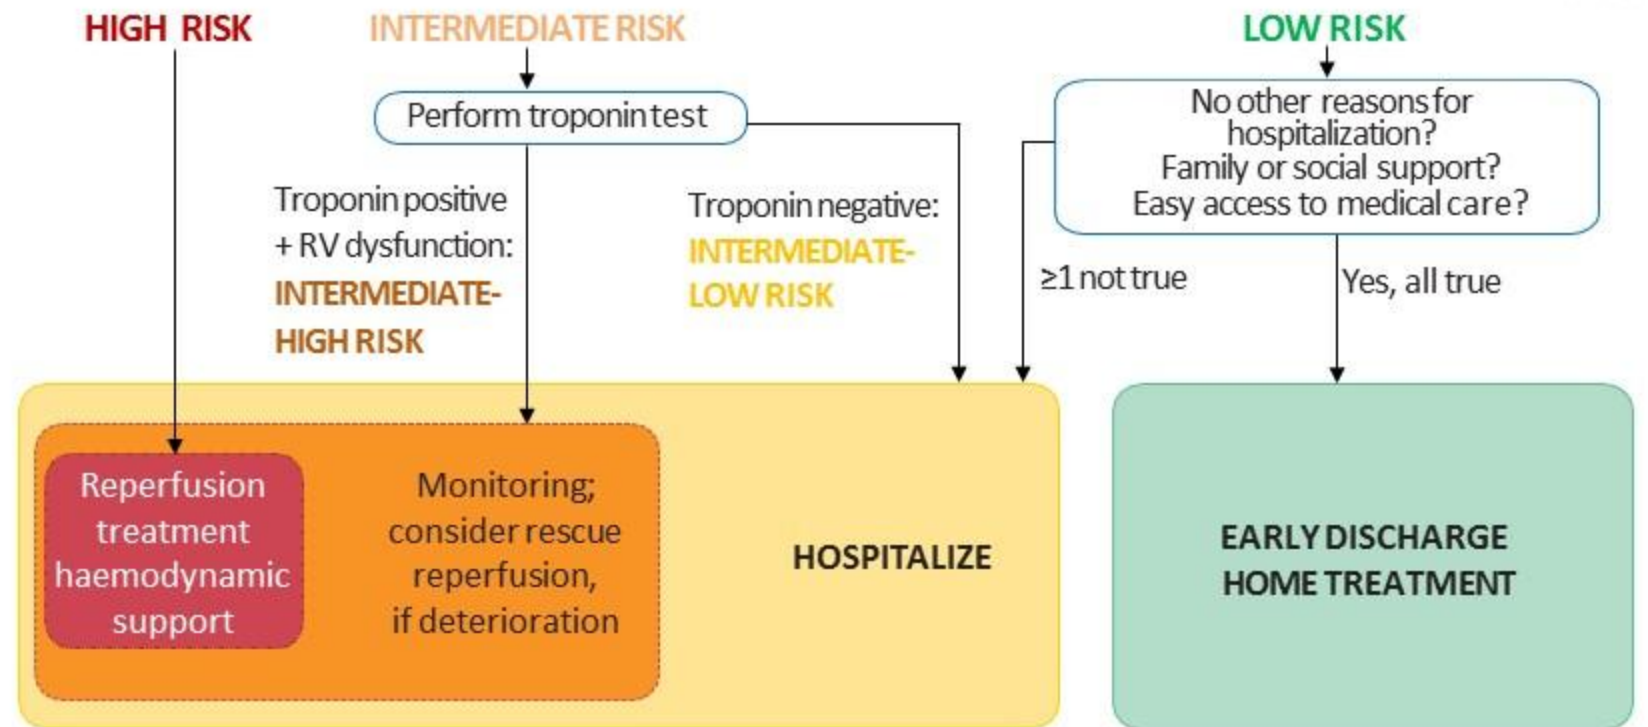 HIGH RISK
INTERMEDIATE RISK
LOW RISK
Perform troponin test
No other reasons for
hospitalization?
Family or social support?
Easy access to medical care?
Troponin positive
+ RV dysfunction:
INTERMEDIATE-
HIGH RISK
Troponin negative:
INTERMEDIATE-
LOW RISK
≥1 not true
Yes, all true
Reperfusion
treatment
haemodynamic
support
Monitoring;
consider rescue
reperfusion,
if deterioration
HOSPITALIZE
EARLY DISCHARGE
HOME TREATMENT